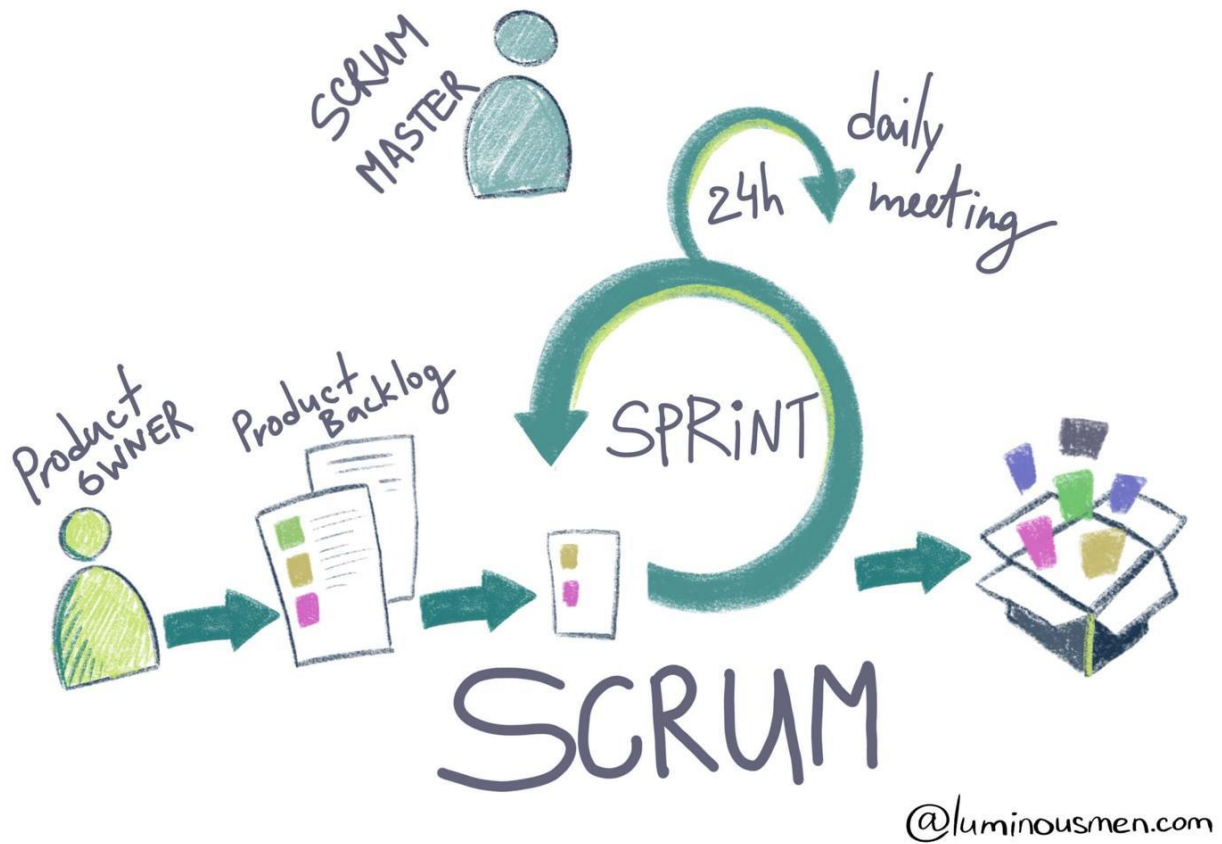 SCRUM
MASTER
daily
meeting
24h
Product
OWNER
Product
Backlog
SPRiNT
SCRUM
@luminousmen.com